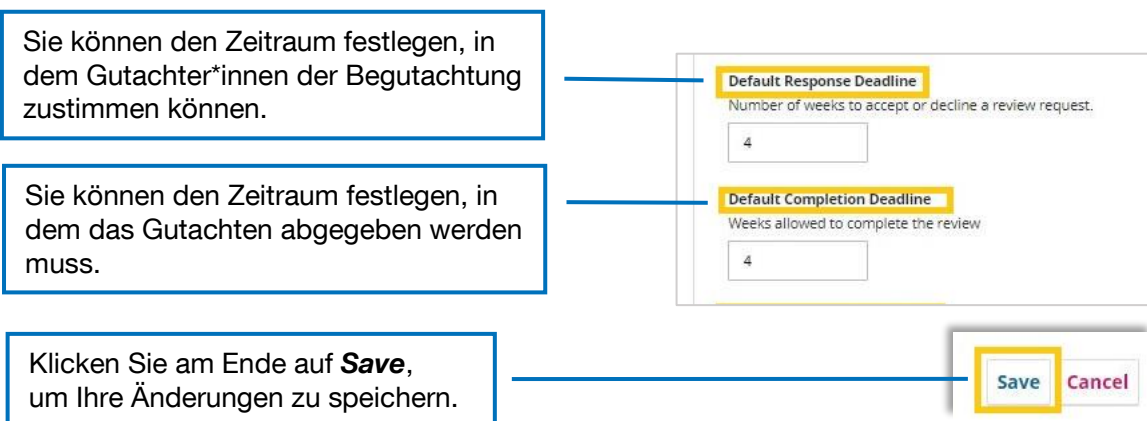 Sie können den Zeitraum festlegen, in
dem Gutachter*innen der Begutachtung
zustimmen können.
Default Response Deadline
Number of weeks to accept or decline a review request.
4
Sie können den Zeitraum festlegen, in
dem das Gutachten abgegeben werden
muss.
Default Completion Deadline
Weeks allowed to complete the review
4
Klicken Sie am Ende auf Save,
um Ihre Änderungen zu speichern.
Save Cancel